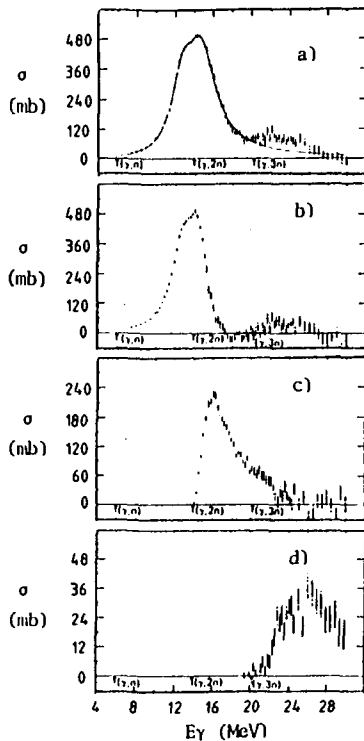 480
σ
360
a)
(mb)
240
120
0
(γ,n) (γ,2n) (γ,3n)
480
b)
σ
360
(mb)
240
120
0
(γ,n) (γ,2n) (γ,3n)
240
c)
σ
180
(mb)
120
60
0
(γ,n) (γ,2n) (γ,3n)
48
d)
σ
36
(mb)
24
12
0
(γ,n) (γ,2n) (γ,3n)
4 8 12 16 20 24 28
Eγ (MeV)